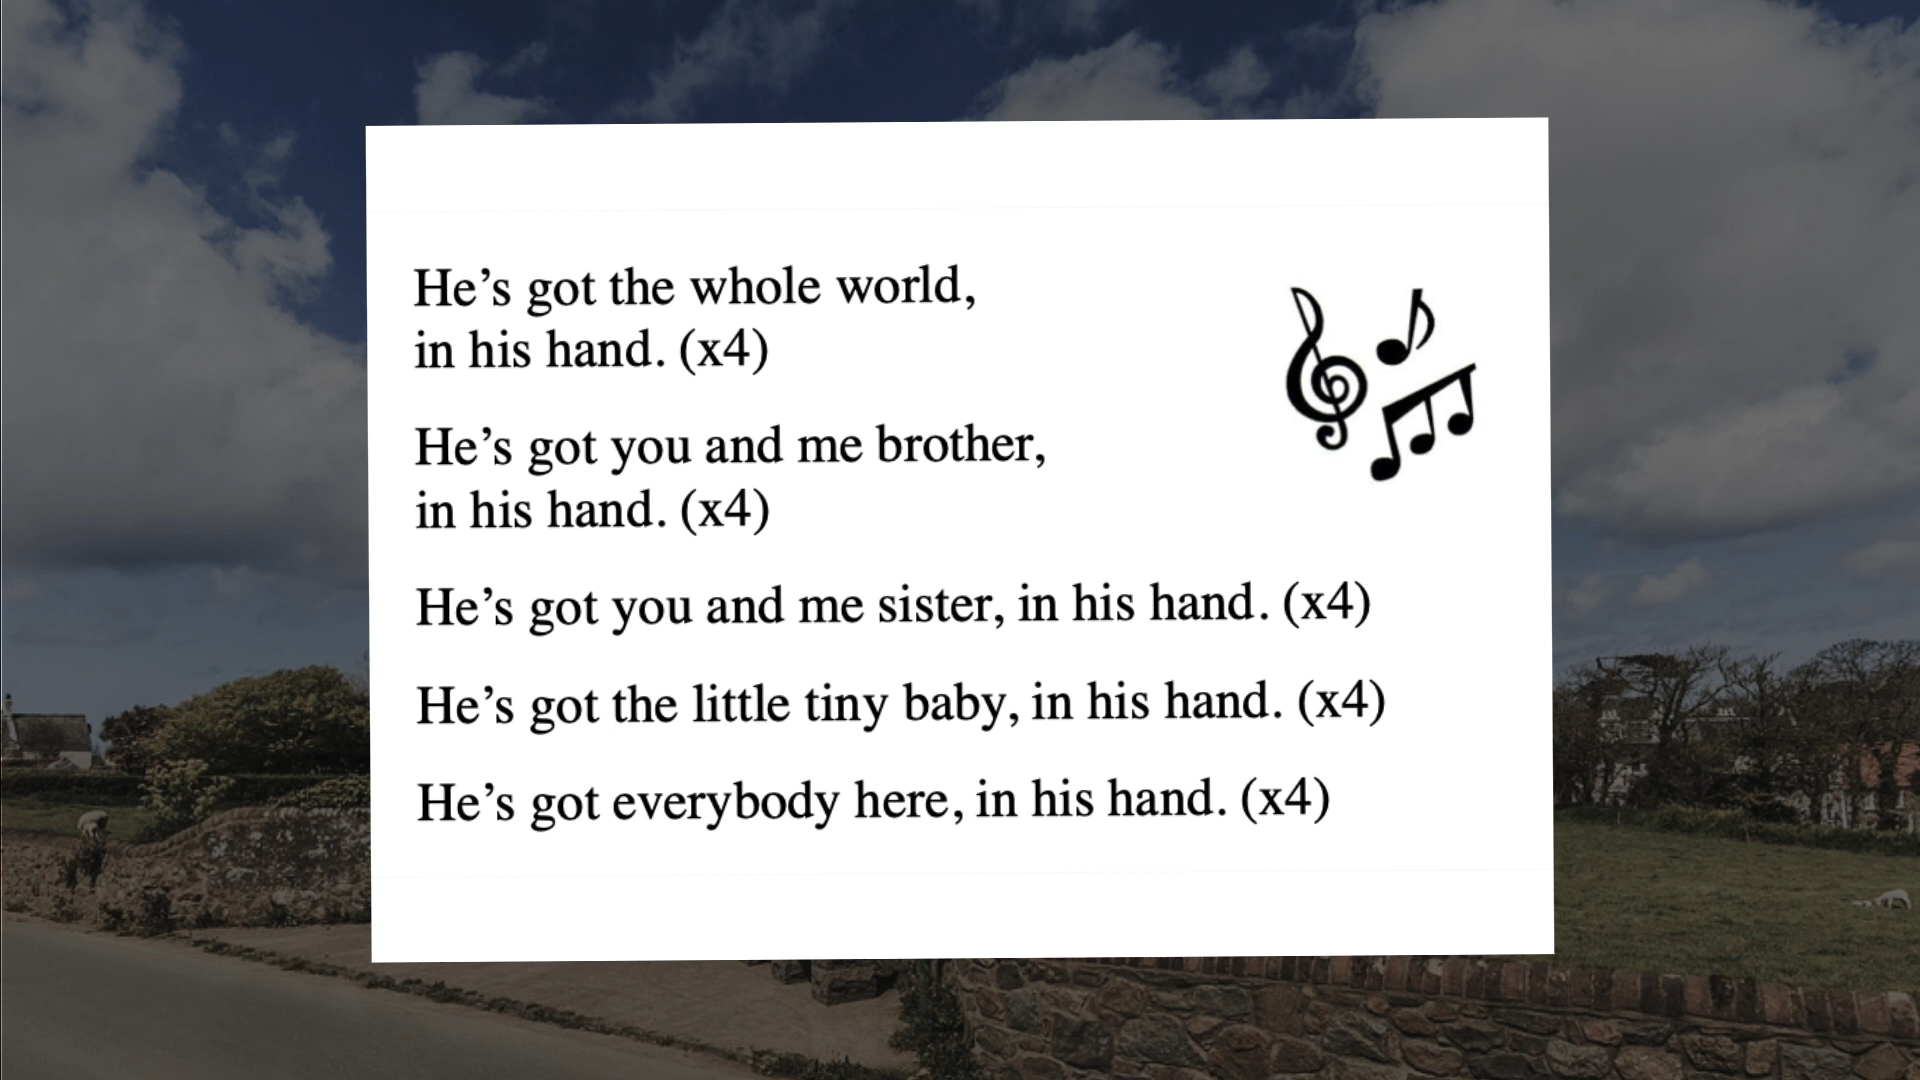 He’s got the whole world,
in his hand. (x4)
He’s got you and me brother,
in his hand. (x4)
He’s got you and me sister, in his hand. (x4)
He’s got the little tiny baby, in his hand. (x4)
He’s got everybody here, in his hand. (x4)